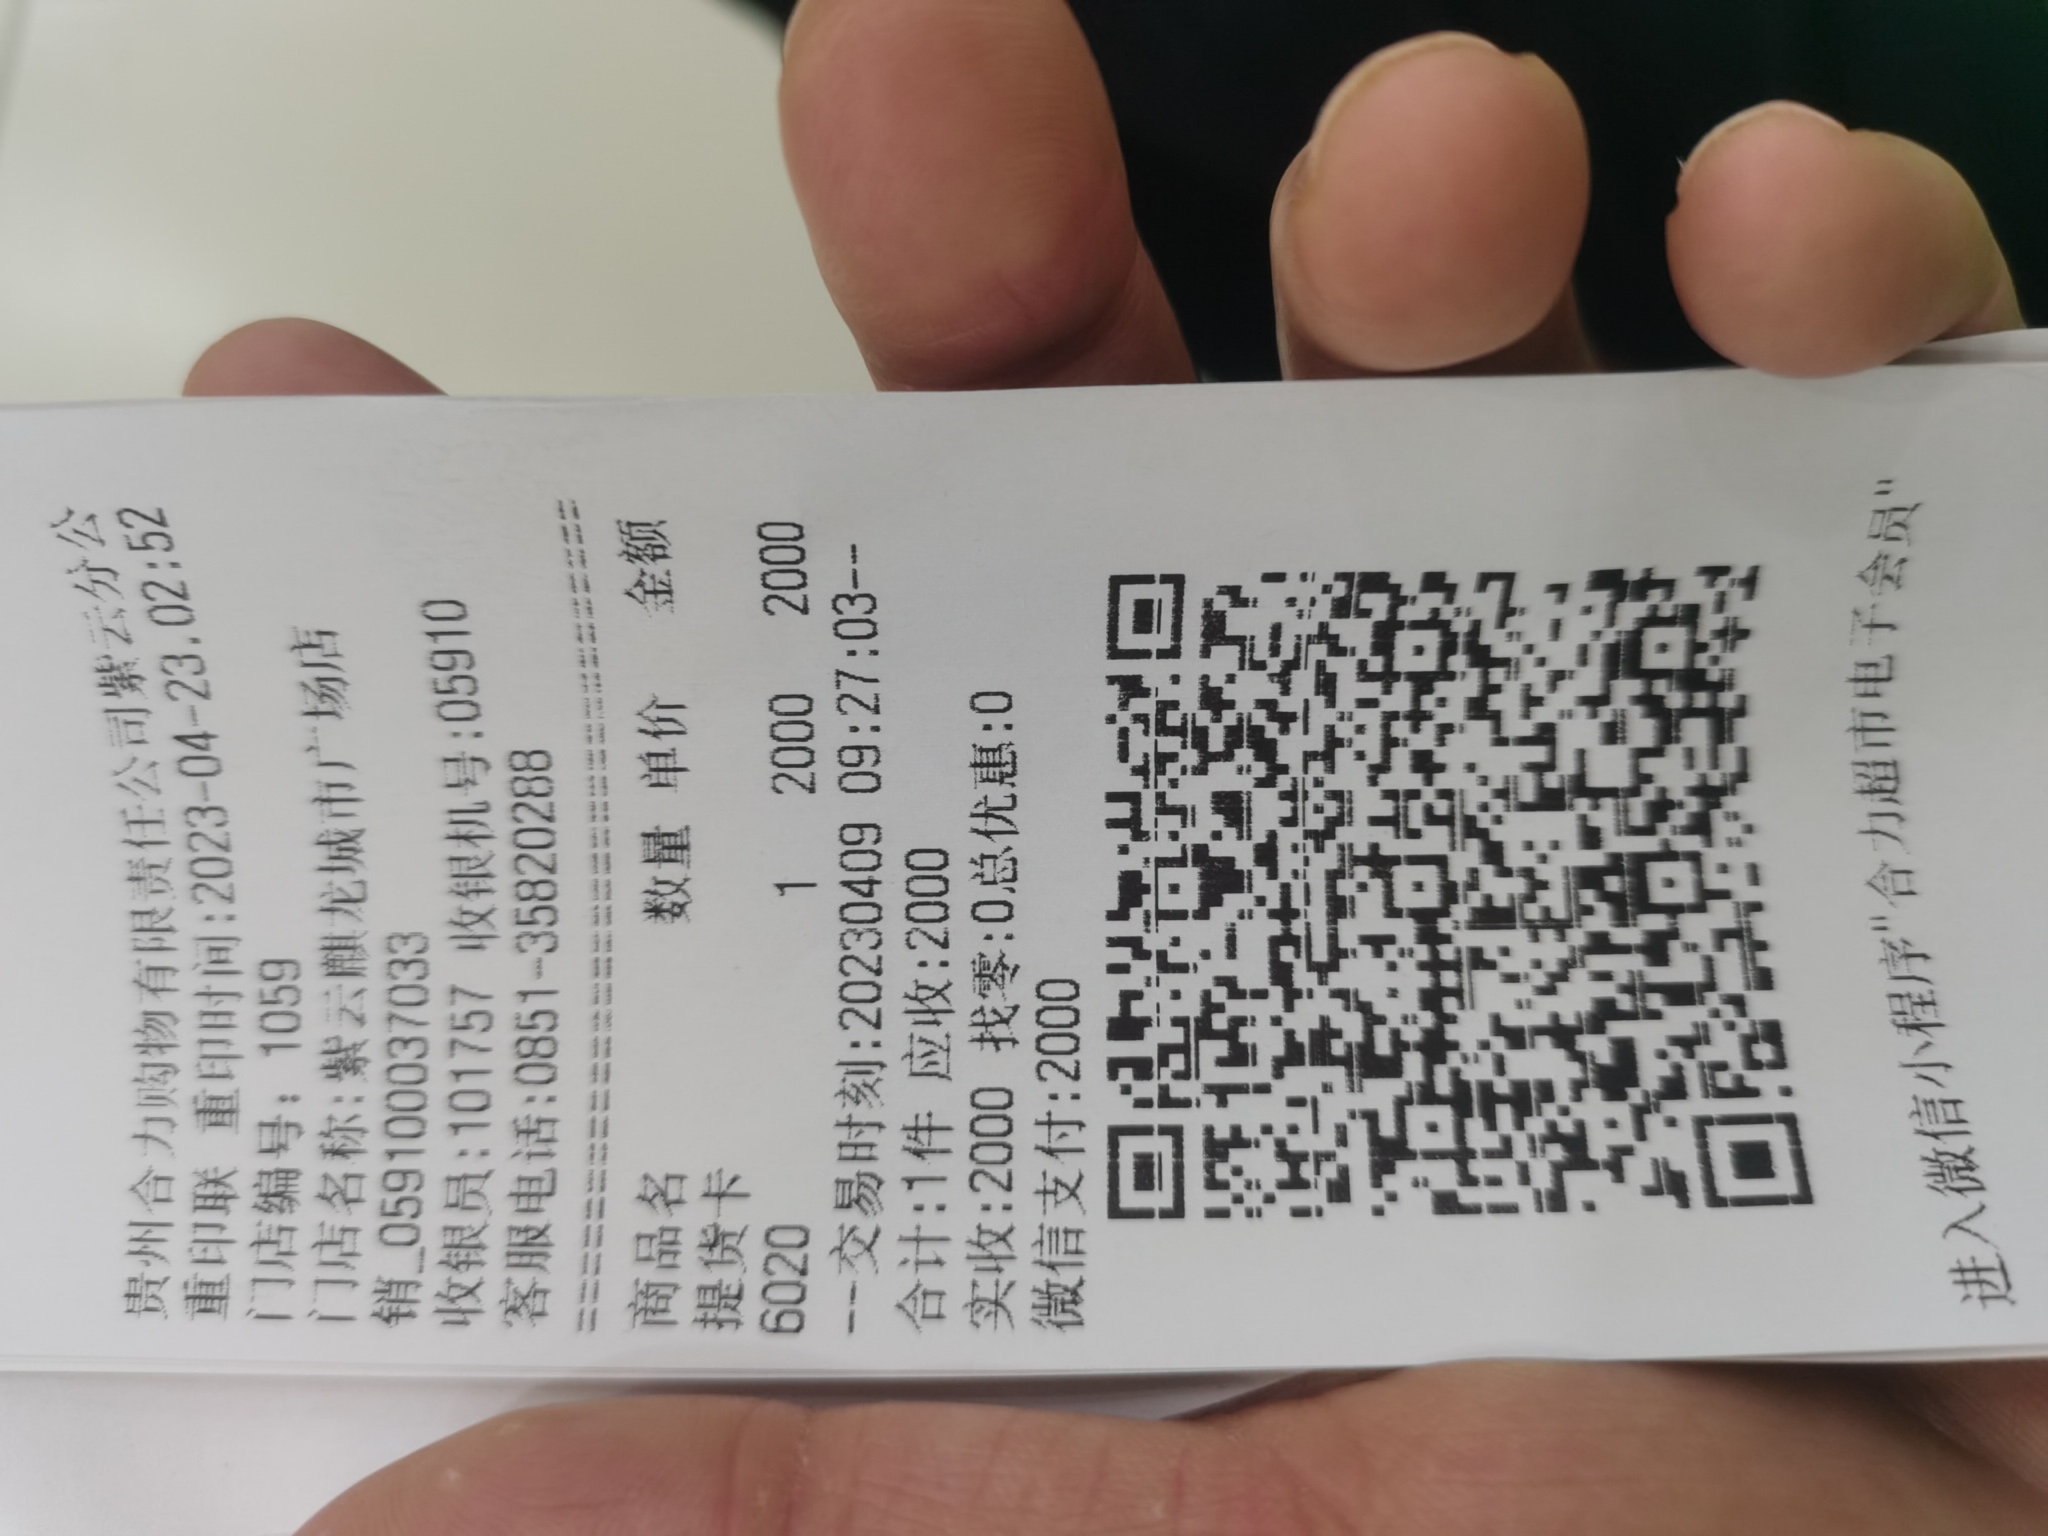 贵州合力购物有限责任公司紫云分公
重印联 重印时间:2023-04-23.02:52
门店编号: 1059
门店名称:紫云麒龙城市广场店
销_059100037033
收银员:101757 收银机号:05910
客服电话:0851-35820288
================================
商品名 数量 单价 金额
提货卡
6020 1 2000 2000
--交易时刻:20230409 09:27:03--
合计:1件 应收:2000
实收:2000 找零:0总优惠:0
微信支付:2000
进入微信小程序"合力超市电子会员"